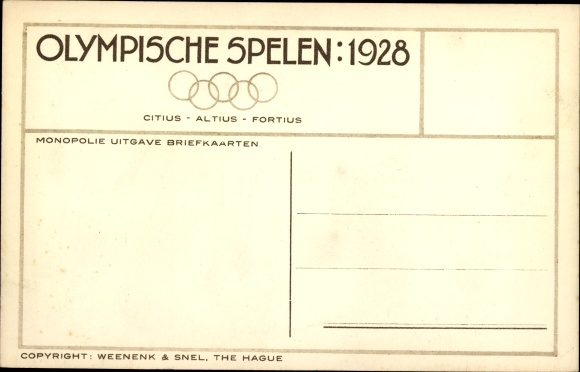 OLYMPISCHE SPELEN: 1928
CITIUS - ALTIUS - FORTIUS
MONOPOLIE UITGAVE BRIEFKAARTEN
COPYRIGHT: WEENENK & SNEL, THE HAGUE